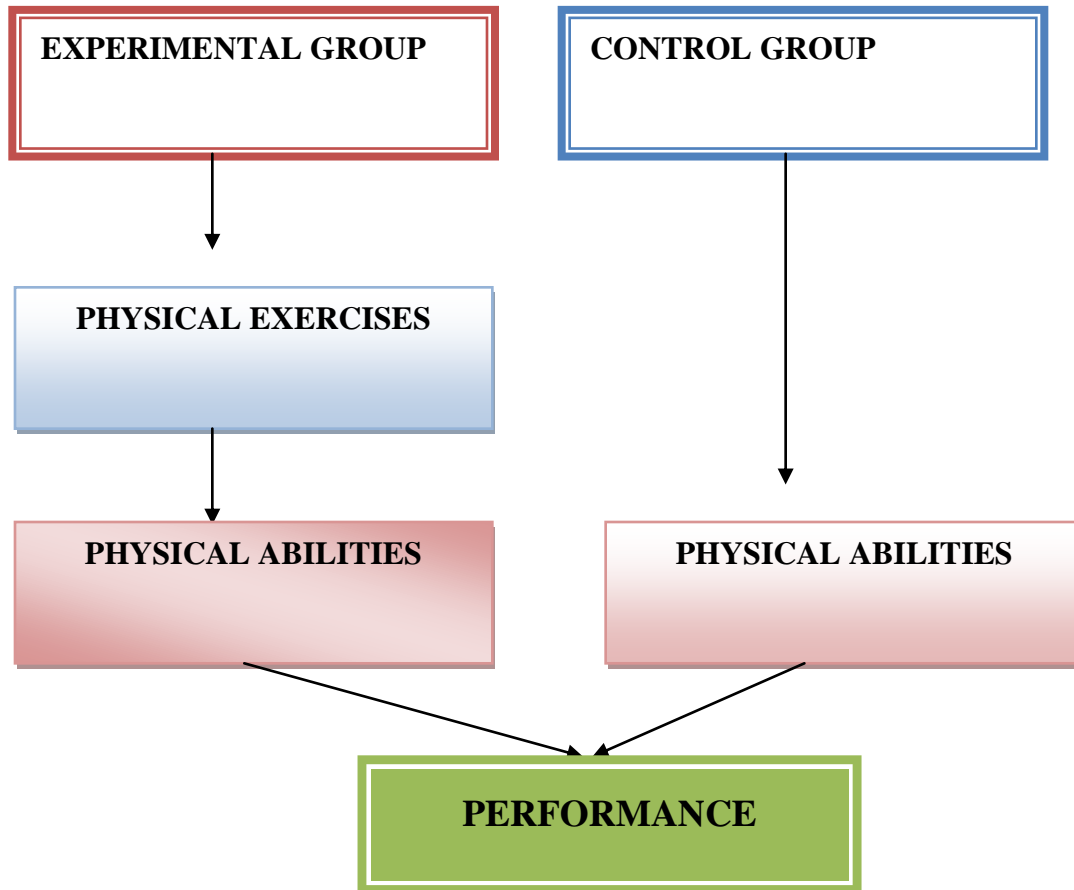 EXPERIMENTAL GROUP
CONTROL GROUP
PHYSICAL EXERCISES
PHYSICAL ABILITIES
PHYSICAL ABILITIES
PERFORMANCE